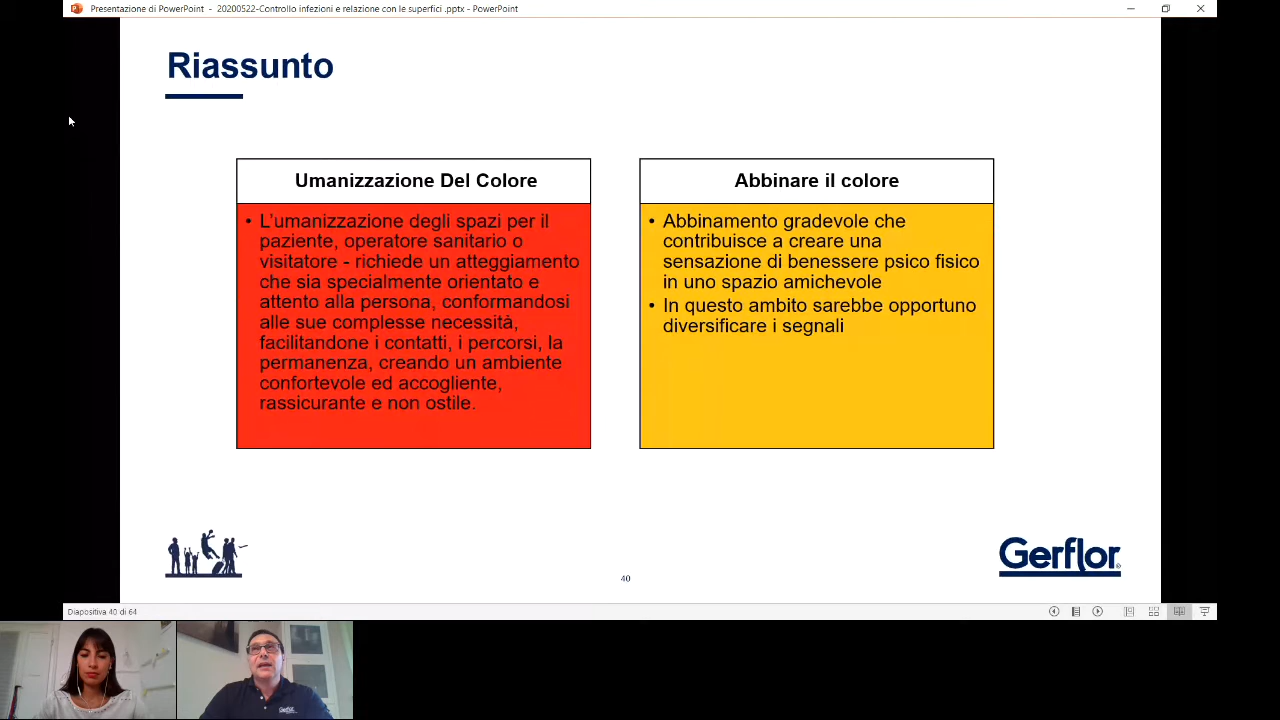 Presentazione di PowerPoint - 20200522-Controllo infezioni e relazione con le superfici .pptx - PowerPoint
Riassunto
Umanizzazione Del Colore
• L'umanizzazione degli spazi per il
paziente, operatore sanitario o
visitatore - richiede un atteggiamento
che sia specialmente orientato e
attento alla persona, conformandosi
alle sue complesse necessità,
facilitandone i contatti, i percorsi, la
permanenza, creando un ambiente
confortevole ed accogliente,
rassicurante e non ostile.
Abbinare il colore
• Abbinamento gradevole che
contribuisce a creare una
sensazione di benessere psico fisico
in uno spazio amichevole
• In questo ambito sarebbe opportuno
diversificare i segnali
Gerflor
40
Diapositiva 40 di 64
Gerflor